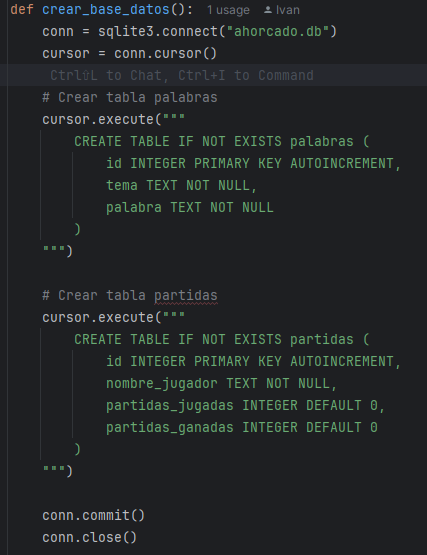 def crear_base_datos(): 1 usage Ivan
    conn = sqlite3.connect("ahorcado.db")
    cursor = conn.cursor()
     Ctrl⇧L to Chat, Ctrl+I to Command
    # Crear tabla palabras
    cursor.execute("""
        CREATE TABLE IF NOT EXISTS palabras (
            id INTEGER PRIMARY KEY AUTOINCREMENT,
            tema TEXT NOT NULL,
            palabra TEXT NOT NULL
        )
    """)

    # Crear tabla partidas
    cursor.execute("""
        CREATE TABLE IF NOT EXISTS partidas (
            id INTEGER PRIMARY KEY AUTOINCREMENT,
            nombre_jugador TEXT NOT NULL,
            partidas_jugadas INTEGER DEFAULT 0,
            partidas_ganadas INTEGER DEFAULT 0
        )
    """)

    conn.commit()
    conn.close()